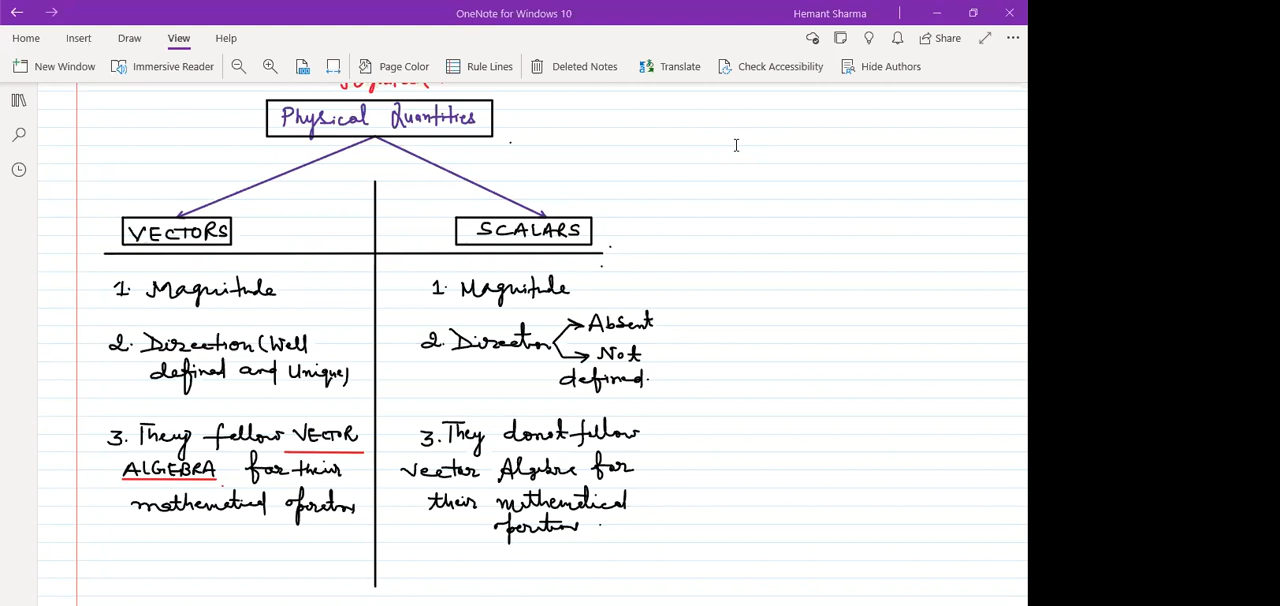 OneNote for Windows 10
Hemant Sharma
Home Insert Draw View Help
Share
New Window Immersive Reader Page Color Rule Lines Deleted Notes Translate Check Accessibility Hide Authors
Physical Quantities
VECTORS
SCALARS
1. Magnitude
2. Direction (Well
defined and Unique)
3. They follow VECTOR
ALGEBRA for their
mathematical operations
1. Magnitude
2. Direction → Absent
→ Not
defined.
3. They donot follow
vector Algebra for
their mathematical
operations